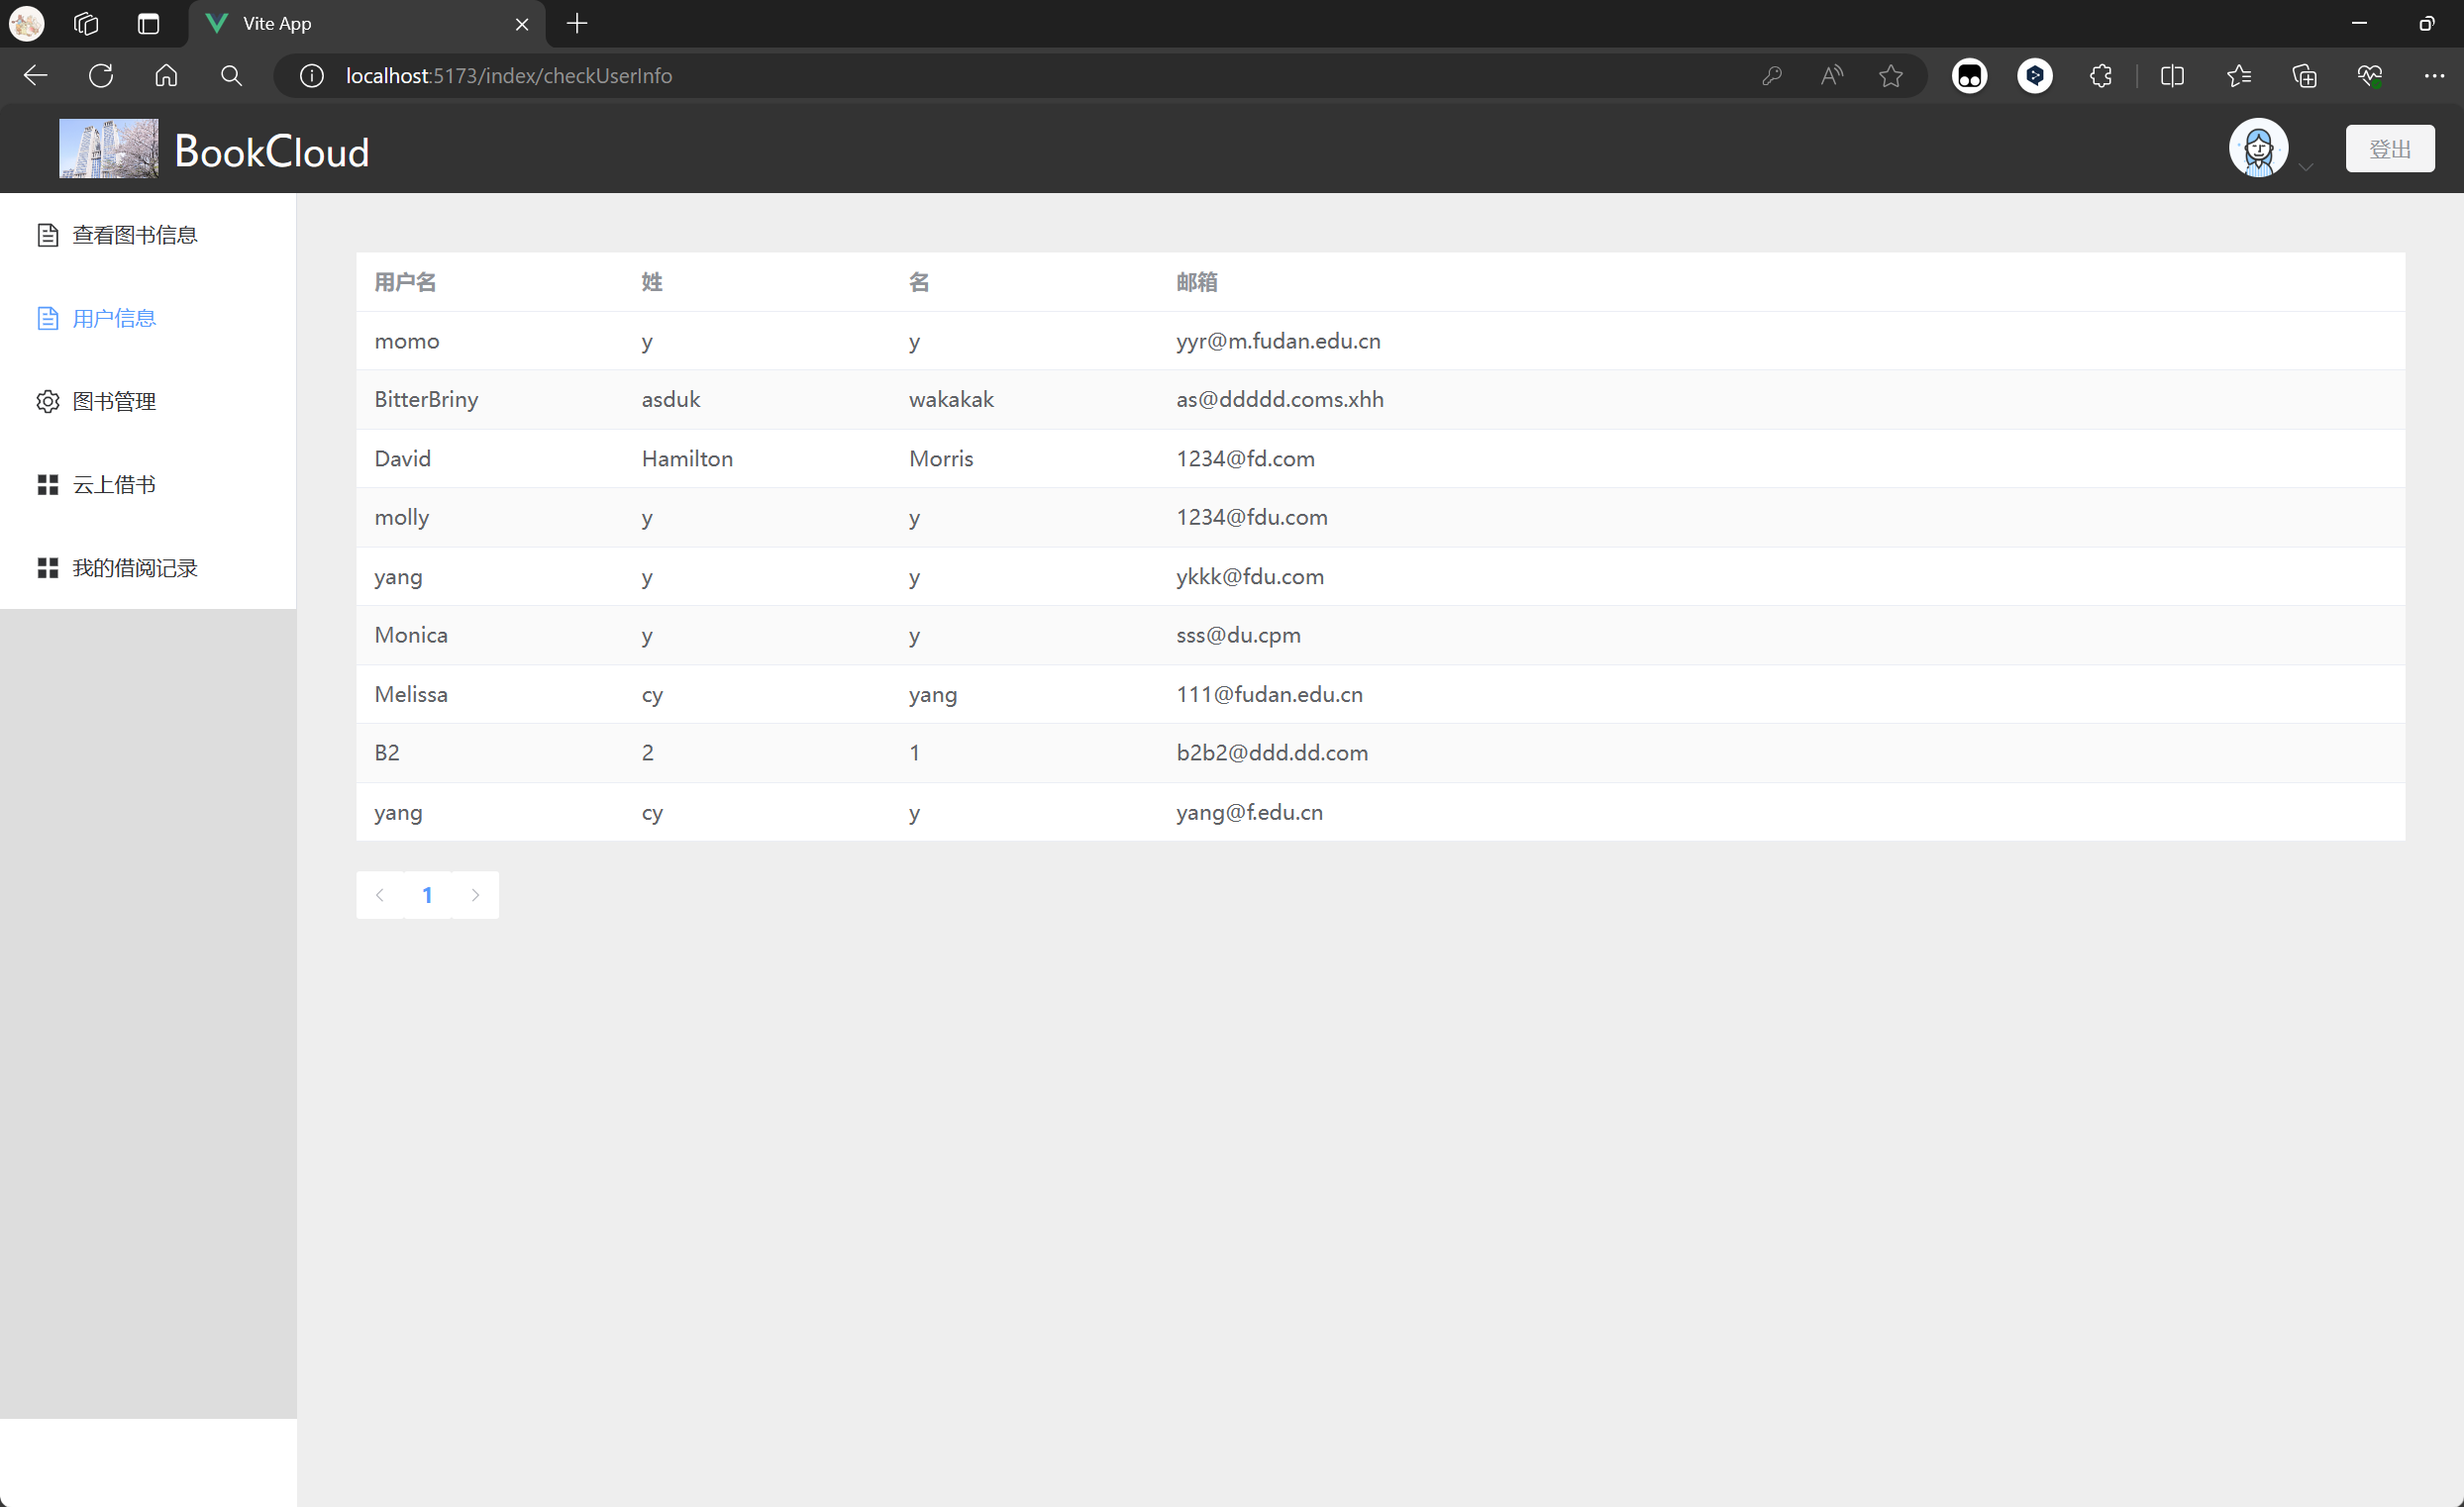 Vite App
localhost:5173/index/checkUserInfo
BookCloud
登出
查看图书信息
用户信息
图书管理
云上借书
我的借阅记录
用户名 姓 名 邮箱
momo y y yyr@m.fudan.edu.cn
BitterBriny asduk wakakak as@ddddd.coms.xhh
David Hamilton Morris 1234@fd.com
molly y y 1234@fdu.com
yang y y ykkk@fdu.com
Monica y y sss@du.cpm
Melissa cy yang 111@fudan.edu.cn
B2 2 1 b2b2@ddd.dd.com
yang cy y yang@f.edu.cn
1